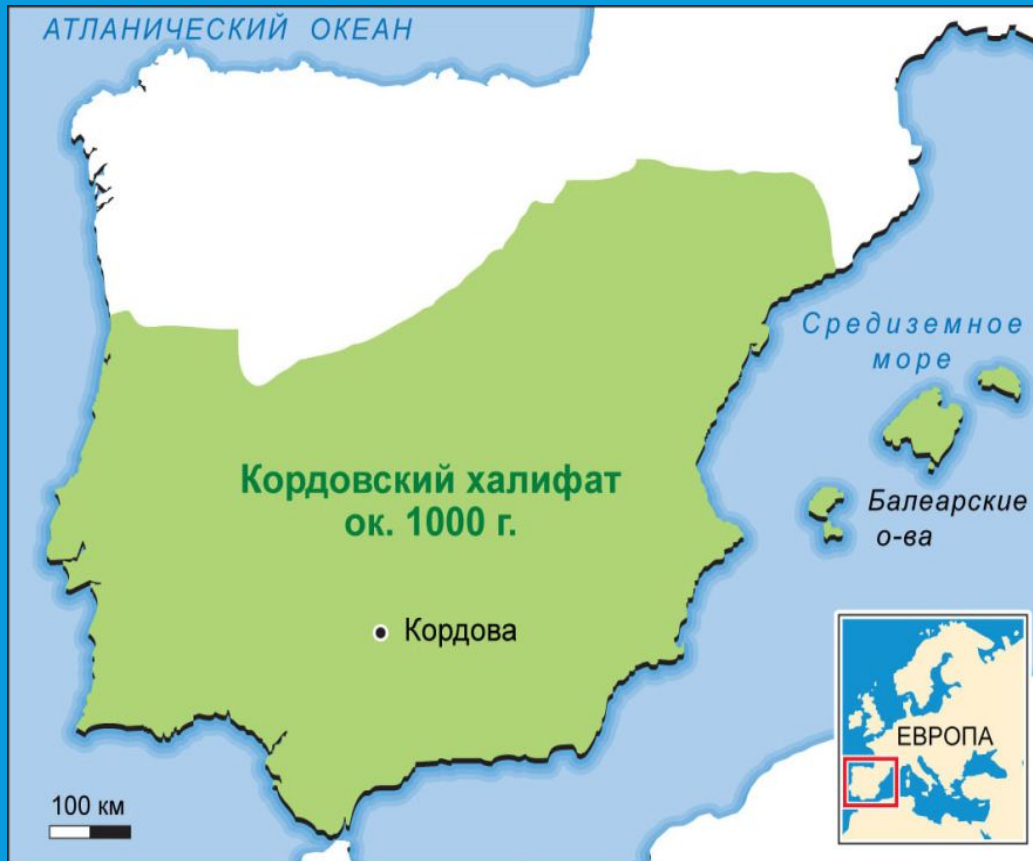 АТЛАНИЧЕСКИЙ ОКЕАН
Средиземное
море
Кордовский халифат
ок. 1000 г.
Балеарские
о-ва
Кордова
ЕВРОПА
100 км